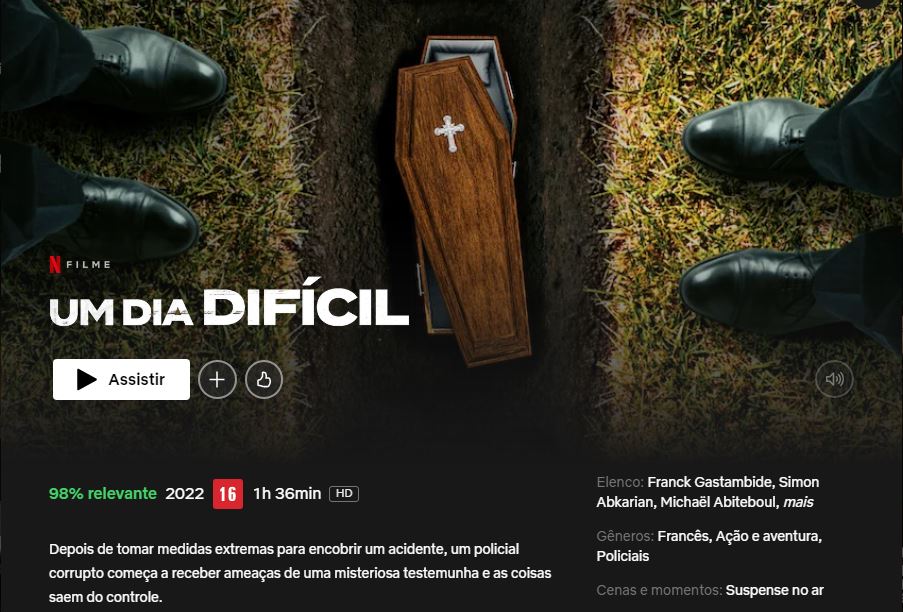 N FILME
UM DIA DIFÍCIL
Assistir
98% relevante 2022 16 1h 36min HD
Depois de tomar medidas extremas para encobrir um acidente, um policial
corrupto começa a receber ameaças de uma misteriosa testemunha e as coisas
saem do controle.
Elenco: Franck Gastambide, Simon
Abkarian, Michaël Abiteboul, mais
Gêneros: Francês, Ação e aventura,
Policiais
Cenas e momentos: Suspense no ar